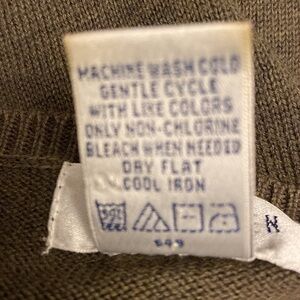 MACHINE WASH COLD
GENTLE CYCLE
WITH LIKE COLORS
ONLY NON-CHLORINE
BLEACH WHEN NEEDED
DRY FLAT
COOL IRON
M